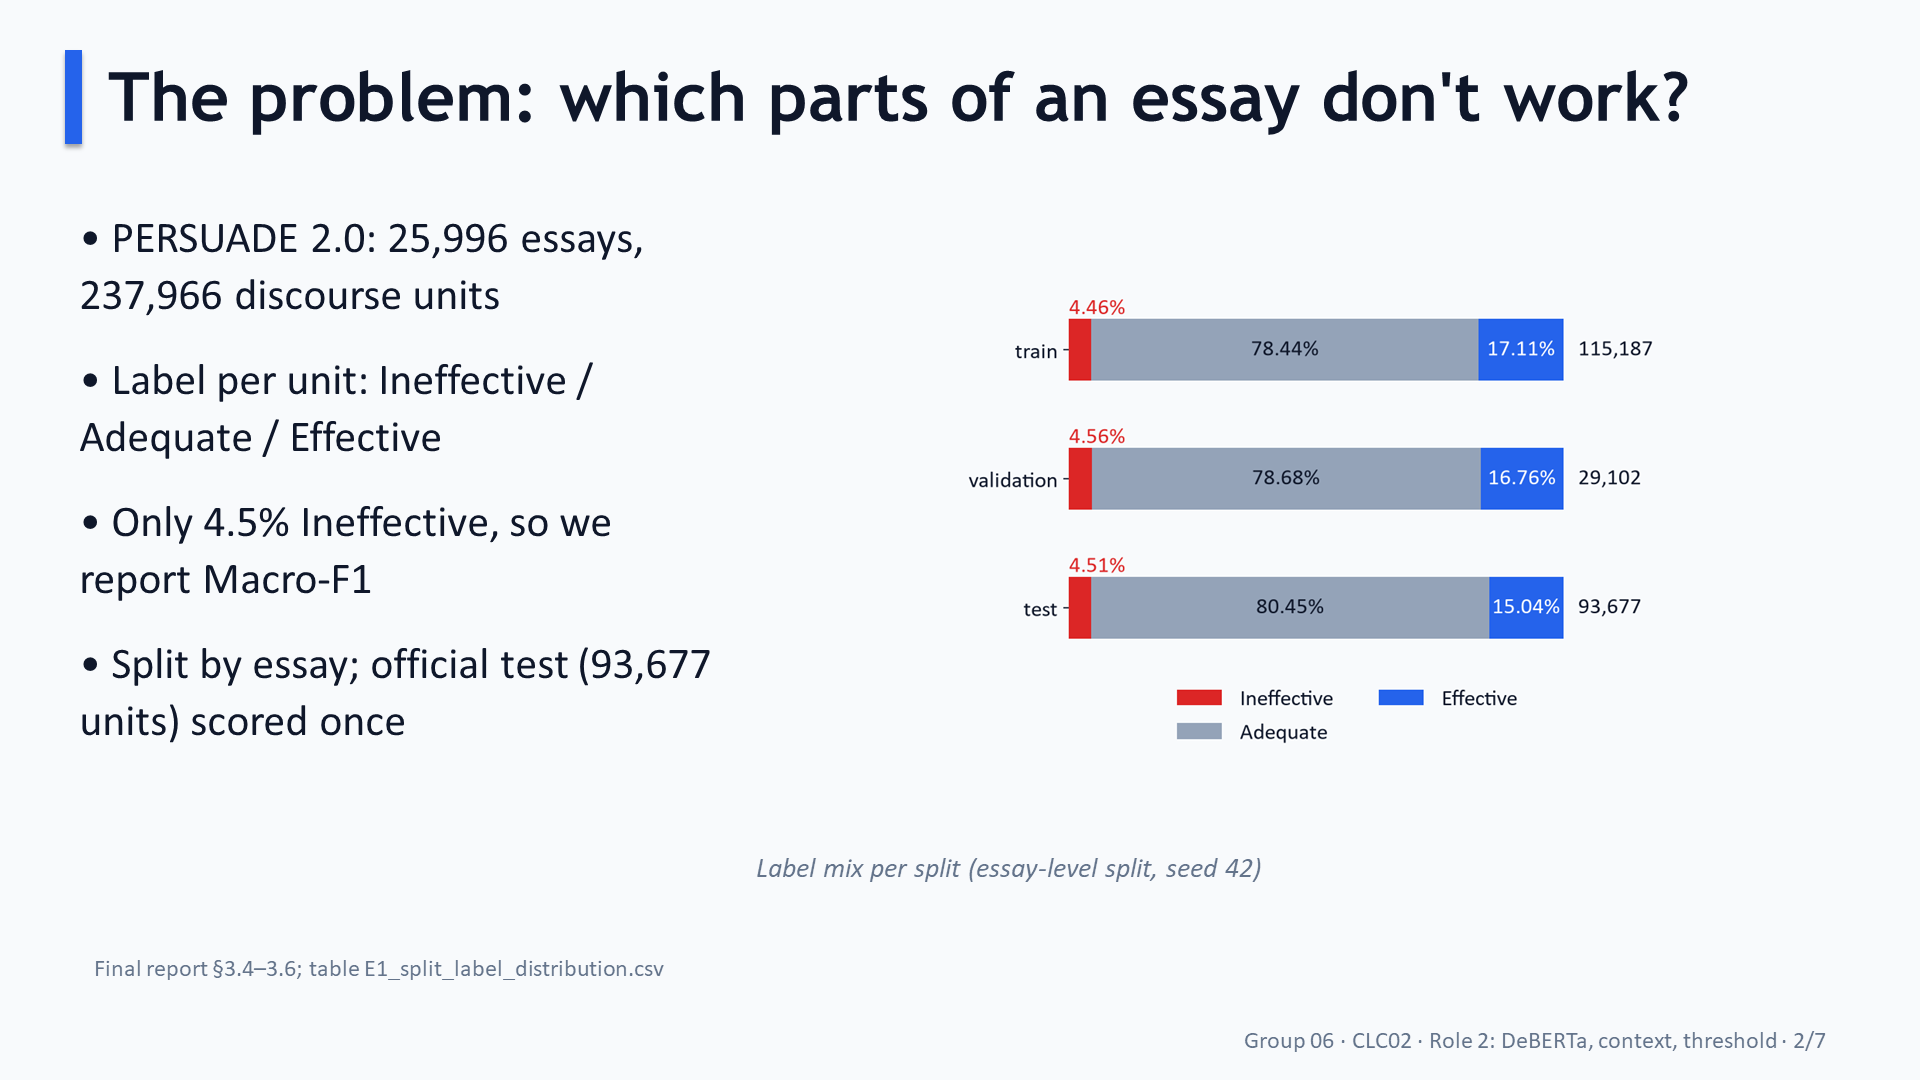 The problem: which parts of an essay don't work?
• PERSUADE 2.0: 25,996 essays,
237,966 discourse units
• Label per unit: Ineffective /
Adequate / Effective
• Only 4.5% Ineffective, so we
report Macro-F1
• Split by essay; official test (93,677
units) scored once
4.46%
train 78.44% 17.11% 115,187
4.56%
validation 78.68% 16.76% 29,102
4.51%
test 80.45% 15.04% 93,677
Ineffective Effective
Adequate
Label mix per split (essay-level split, seed 42)
Final report §3.4–3.6; table E1_split_label_distribution.csv
Group 06 · CLC02 · Role 2: DeBERTa, context, threshold · 2/7